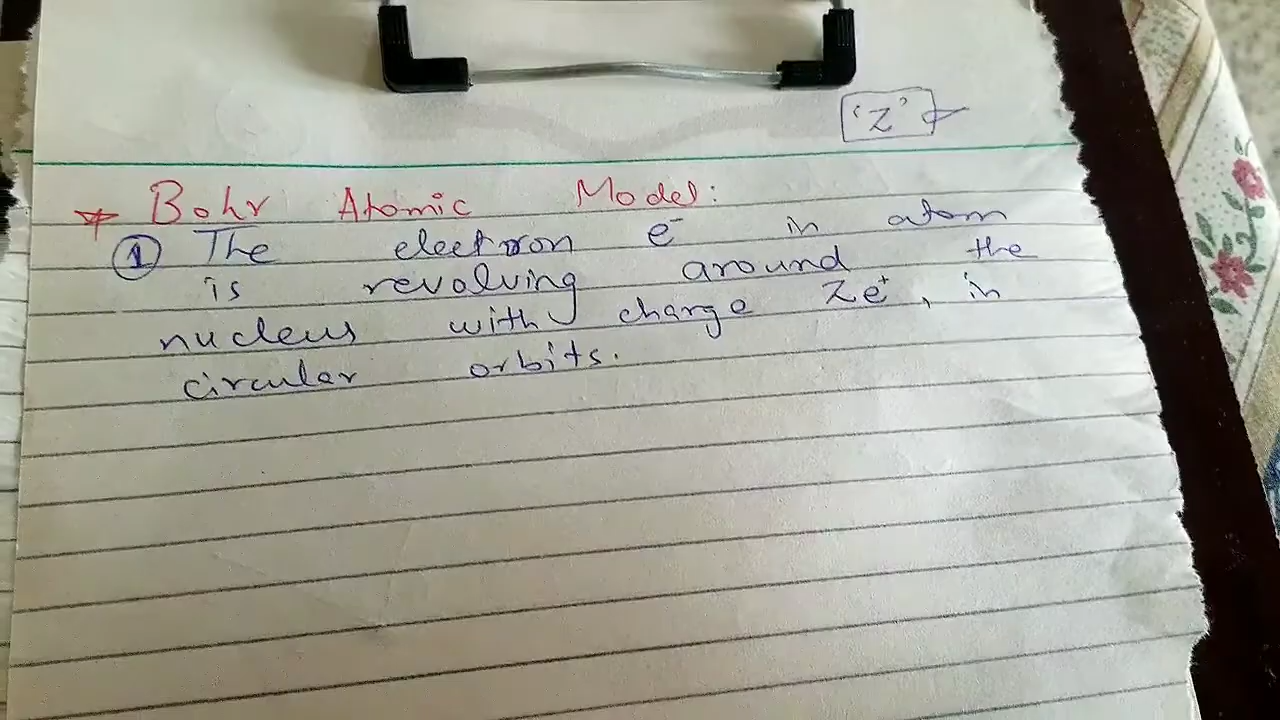 'Z'
* Bohr Atomic Model:
① The electron e⁻ in atom
is revolving around the
nucleus with charge Ze⁺, in
circular orbits.